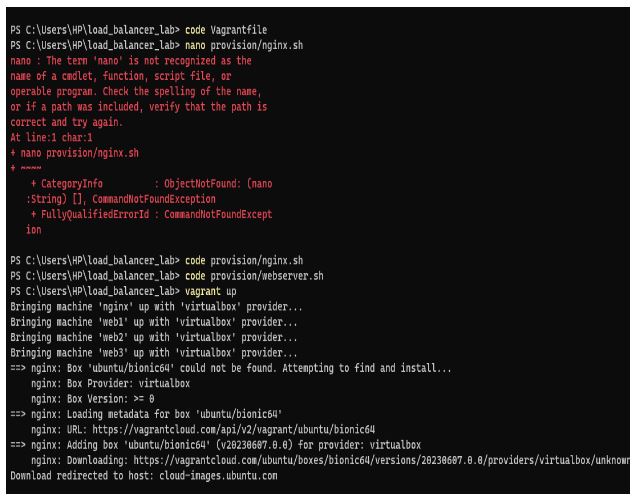 PS C:\Users\HP\load_balancer_lab> code Vagrantfile
PS C:\Users\HP\load_balancer_lab> nano provision/nginx.sh
nano : The term 'nano' is not recognized as the
name of a cmdlet, function, script file, or
operable program. Check the spelling of the name,
or if a path was included, verify that the path is
correct and try again.
At line:1 char:1
+ nano provision/nginx.sh
+ ~~~~
+ CategoryInfo : ObjectNotFound: (nano
:String) [], CommandNotFoundException
+ FullyQualifiedErrorId : CommandNotFoundExcept
ion
PS C:\Users\HP\load_balancer_lab> code provision/nginx.sh
PS C:\Users\HP\load_balancer_lab> code provision/webserver.sh
PS C:\Users\HP\load_balancer_lab> vagrant up
Bringing machine 'nginx' up with 'virtualbox' provider...
Bringing machine 'web1' up with 'virtualbox' provider...
Bringing machine 'web2' up with 'virtualbox' provider...
Bringing machine 'web3' up with 'virtualbox' provider...
==> nginx: Box 'ubuntu/bionic64' could not be found. Attempting to find and install...
nginx: Box Provider: virtualbox
nginx: Box Version: >= 0
==> nginx: Loading metadata for box 'ubuntu/bionic64'
nginx: URL: https://vagrantcloud.com/api/v2/vagrant/ubuntu/bionic64
==> nginx: Adding box 'ubuntu/bionic64' (v20230607.0.0) for provider: virtualbox
nginx: Downloading: https://vagrantcloud.com/ubuntu/boxes/bionic64/versions/20230607.0.0/providers/virtualbox/unknown
Download redirected to host: cloud-images.ubuntu.com